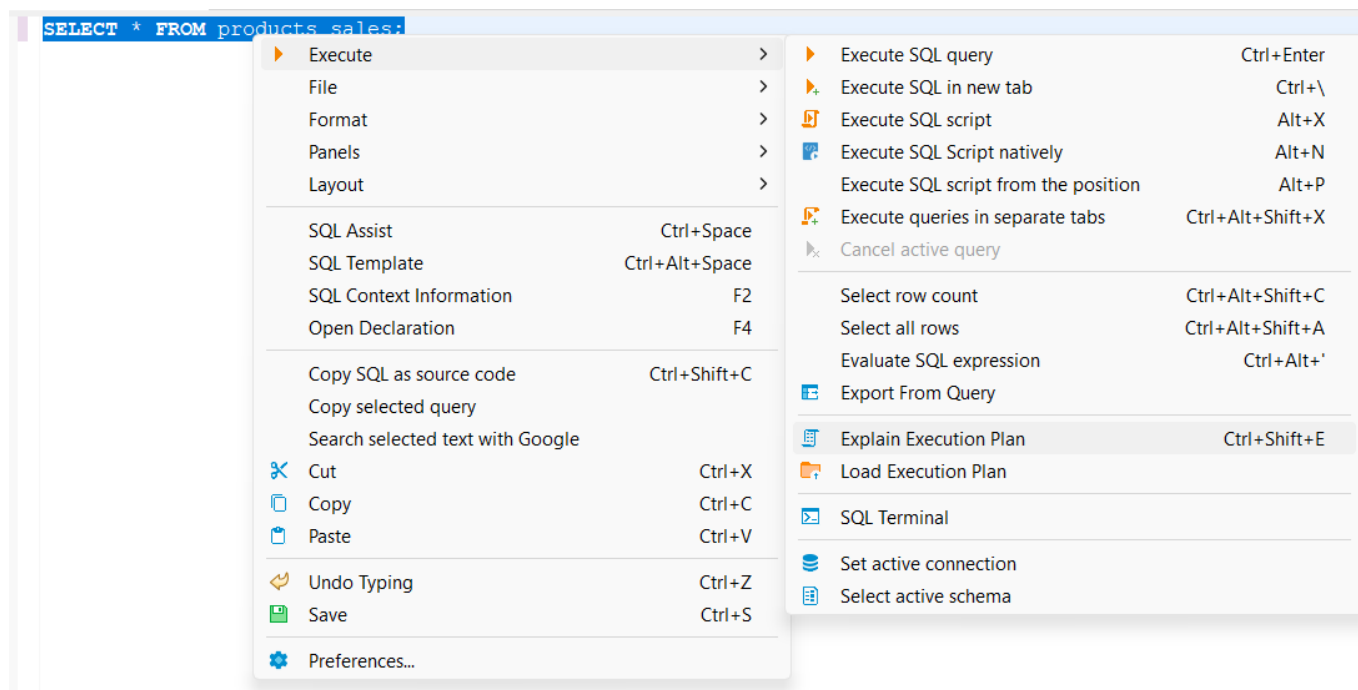 SELECT * FROM products_sales;
Execute
File
Format
Panels
Layout
SQL Assist Ctrl+Space
SQL Template Ctrl+Alt+Space
SQL Context Information F2
Open Declaration F4
Copy SQL as source code Ctrl+Shift+C
Copy selected query
Search selected text with Google
Cut Ctrl+X
Copy Ctrl+C
Paste Ctrl+V
Undo Typing Ctrl+Z
Save Ctrl+S
Preferences...
Execute SQL query Ctrl+Enter
Execute SQL in new tab Ctrl+\
Execute SQL script Alt+X
Execute SQL Script natively Alt+N
Execute SQL script from the position Alt+P
Execute queries in separate tabs Ctrl+Alt+Shift+X
Cancel active query
Select row count Ctrl+Alt+Shift+C
Select all rows Ctrl+Alt+Shift+A
Evaluate SQL expression Ctrl+Alt+'
Export From Query
Explain Execution Plan Ctrl+Shift+E
Load Execution Plan
SQL Terminal
Set active connection
Select active schema